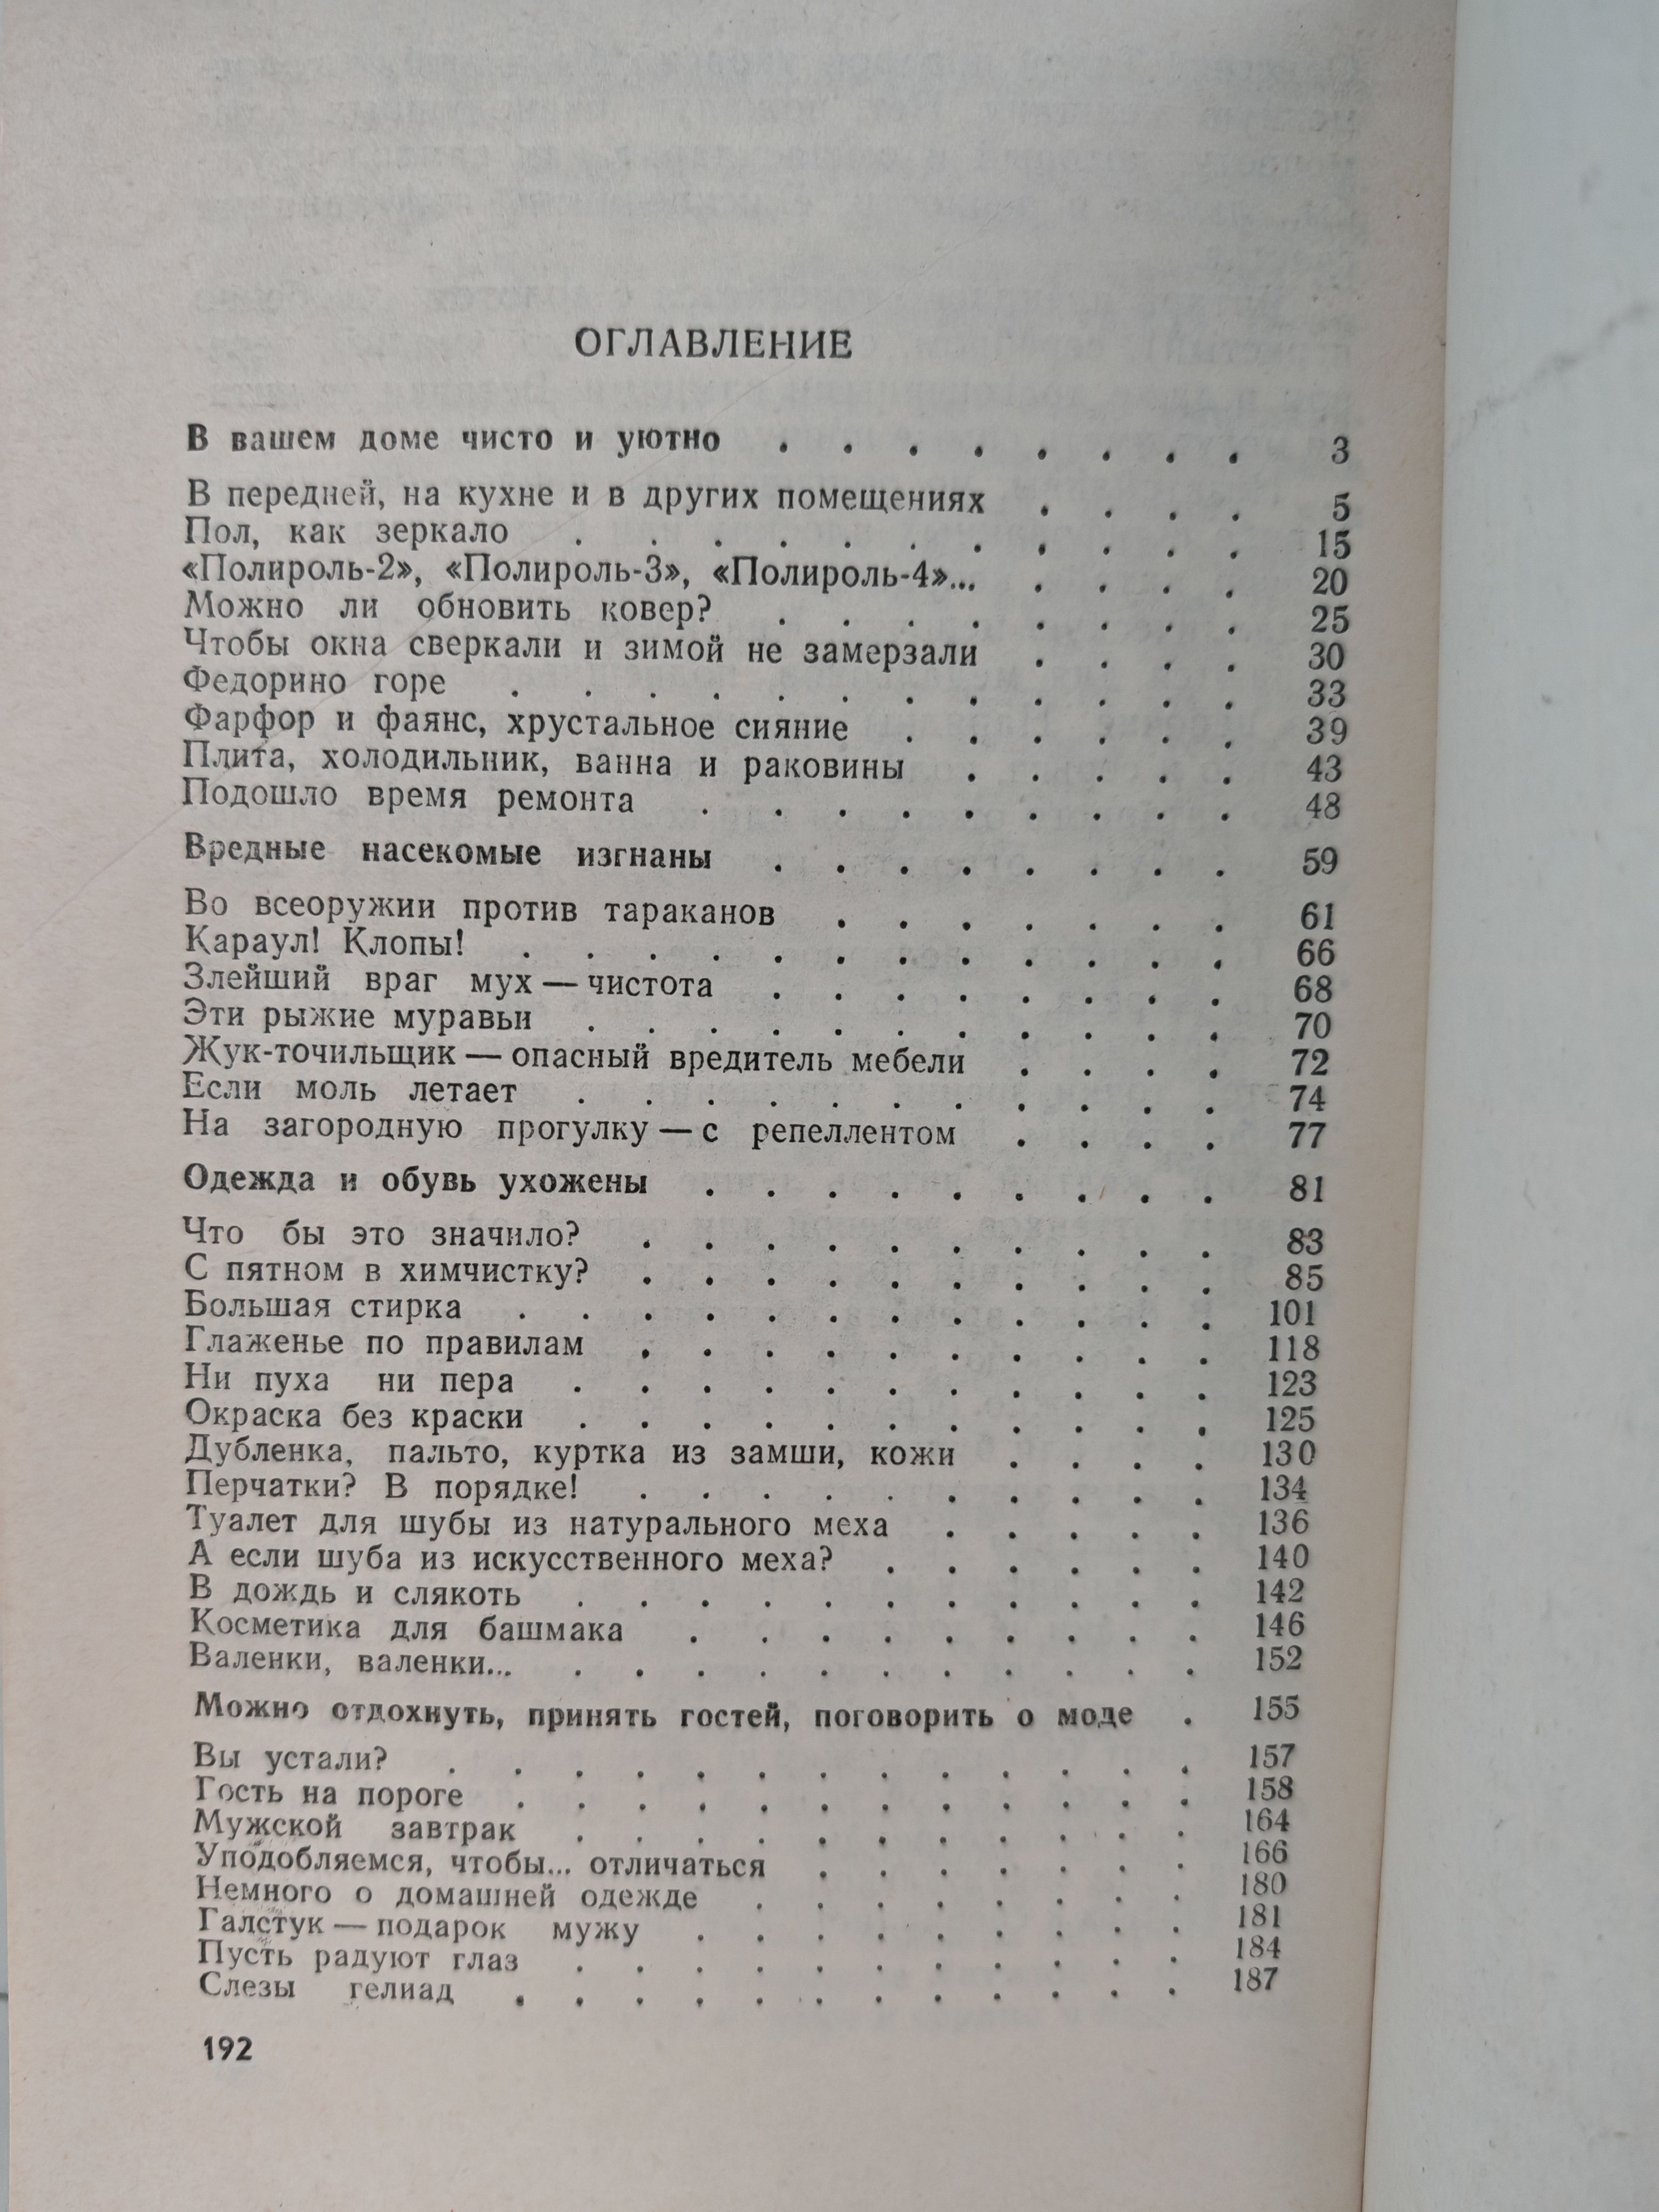 ОГЛАВЛЕНИЕ
В вашем доме чисто и уютно . . . . . . . . 3
В передней, на кухне и в других помещениях . . . . 5
Пол, как зеркало . . . . . . . . . . . 15
«Полироль-2», «Полироль-3», «Полироль-4»... . . . . 20
Можно ли обновить ковер? . . . . . . . . 25
Чтобы окна сверкали и зимой не замерзали . . . . 30
Федорино горе . . . . . . . . . . . . 33
Фарфор и фаянс, хрустальное сияние . . . . . . 39
Плита, холодильник, ванна и раковины . . . . . 43
Подошло время ремонта . . . . . . . . . 48
Вредные насекомые изгнаны . . . . . . . . 59
Во всеоружии против тараканов . . . . . . . 61
Караул! Клопы! . . . . . . . . . . . . 66
Злейший враг мух — чистота . . . . . . . . 68
Эти рыжие муравьи . . . . . . . . . . . 70
Жук-точильщик — опасный вредитель мебели . . . . 72
Если моль летает . . . . . . . . . . . 74
На загородную прогулку — с репеллентом . . . . 77
Одежда и обувь ухожены . . . . . . . . . 81
Что бы это значило? . . . . . . . . . . 83
С пятном в химчистку? . . . . . . . . . . 85
Большая стирка . . . . . . . . . . . . 101
Глаженье по правилам . . . . . . . . . . 118
Ни пуха ни пера . . . . . . . . . . . 123
Окраска без краски . . . . . . . . . . . 125
Дубленка, пальто, куртка из замши, кожи . . . . 130
Перчатки? В порядке! . . . . . . . . . . 134
Туалет для шубы из натурального меха . . . . . 136
А если шуба из искусственного меха? . . . . . . 140
В дождь и слякоть . . . . . . . . . . . 142
Косметика для башмака . . . . . . . . . 146
Валенки, валенки... . . . . . . . . . . . 152
Можно отдохнуть, принять гостей, поговорить о моде . 155
Вы устали? . . . . . . . . . . . . . 157
Гость на пороге . . . . . . . . . . . . 158
Мужской завтрак . . . . . . . . . . . 164
Уподобляемся, чтобы... отличаться . . . . . . . 166
Немного о домашней одежде . . . . . . . . 180
Галстук — подарок мужу . . . . . . . . . 181
Пусть радуют глаз . . . . . . . . . . . 184
Слезы гелиад . . . . . . . . . . . . 187
192